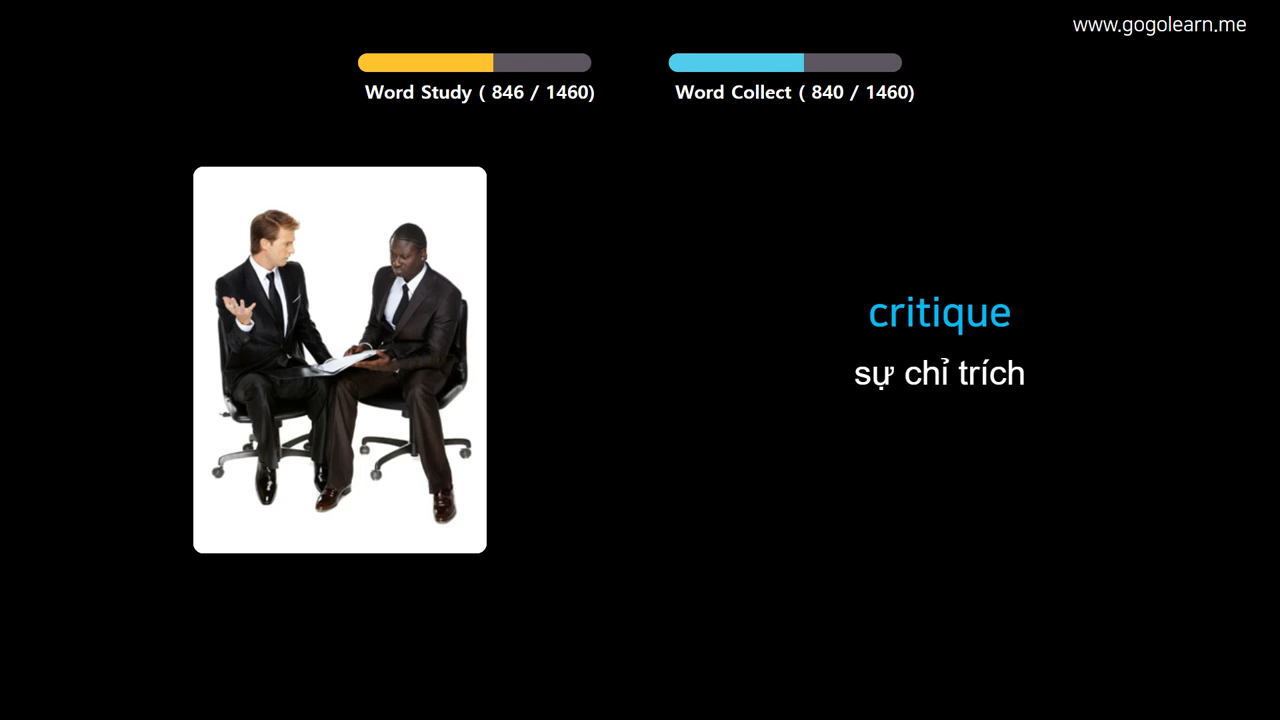 www.gogolearn.me
Word Study ( 846 / 1460)
Word Collect ( 840 / 1460)
critique
sự chỉ trích